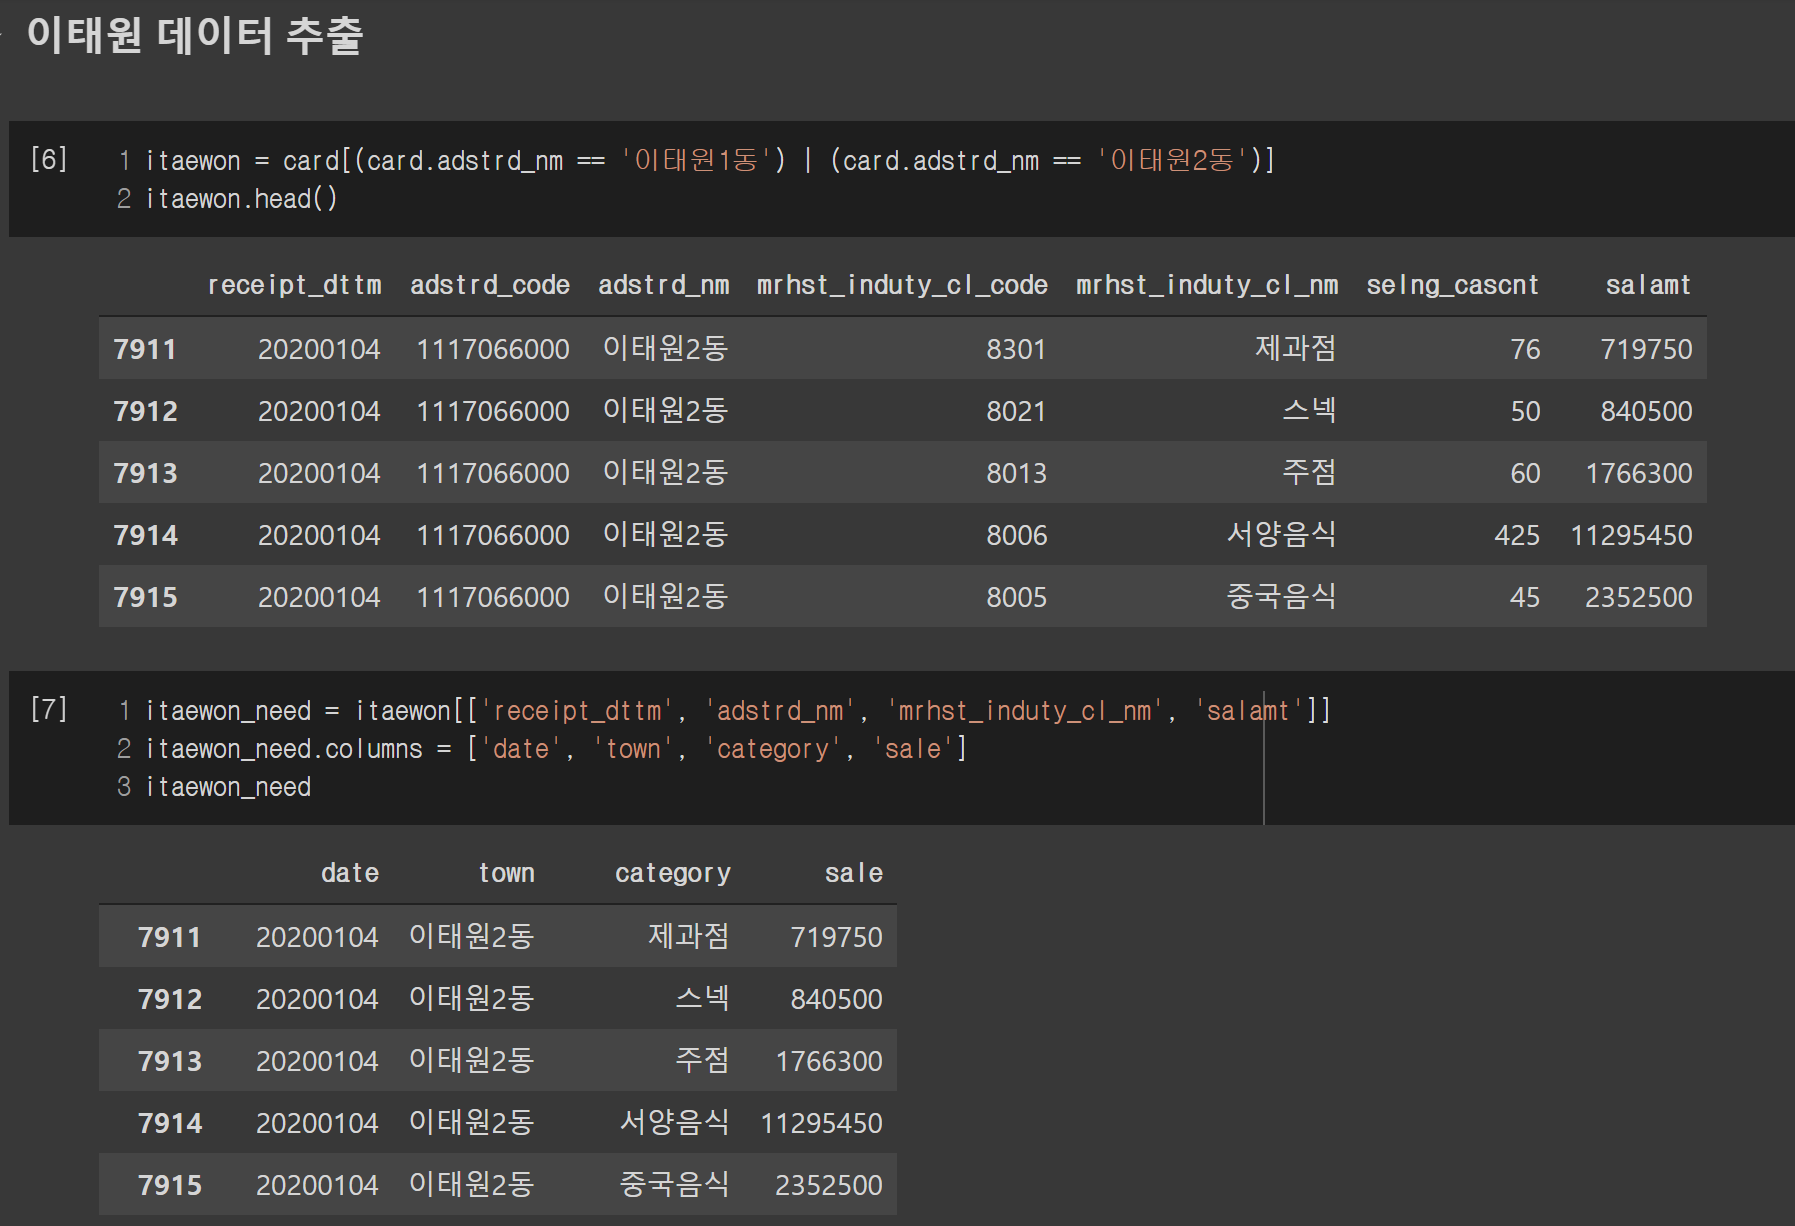 이태원 데이터 추출
[6] 1 itaewon = card[(card.adstrd_nm == '이태원1동') | (card.adstrd_nm == '이태원2동')]
2 itaewon.head()
receipt_dttm adstrd_code adstrd_nm mrhst_induty_cl_code mrhst_induty_cl_nm selng_cascnt salamt
7911 20200104 1117066000 이태원2동 8301 제과점 76 719750
7912 20200104 1117066000 이태원2동 8021 스넥 50 840500
7913 20200104 1117066000 이태원2동 8013 주점 60 1766300
7914 20200104 1117066000 이태원2동 8006 서양음식 425 11295450
7915 20200104 1117066000 이태원2동 8005 중국음식 45 2352500
[7] 1 itaewon_need = itaewon[['receipt_dttm', 'adstrd_nm', 'mrhst_induty_cl_nm', 'salamt']]
2 itaewon_need.columns = ['date', 'town', 'category', 'sale']
3 itaewon_need
date town category sale
7911 20200104 이태원2동 제과점 719750
7912 20200104 이태원2동 스넥 840500
7913 20200104 이태원2동 주점 1766300
7914 20200104 이태원2동 서양음식 11295450
7915 20200104 이태원2동 중국음식 2352500